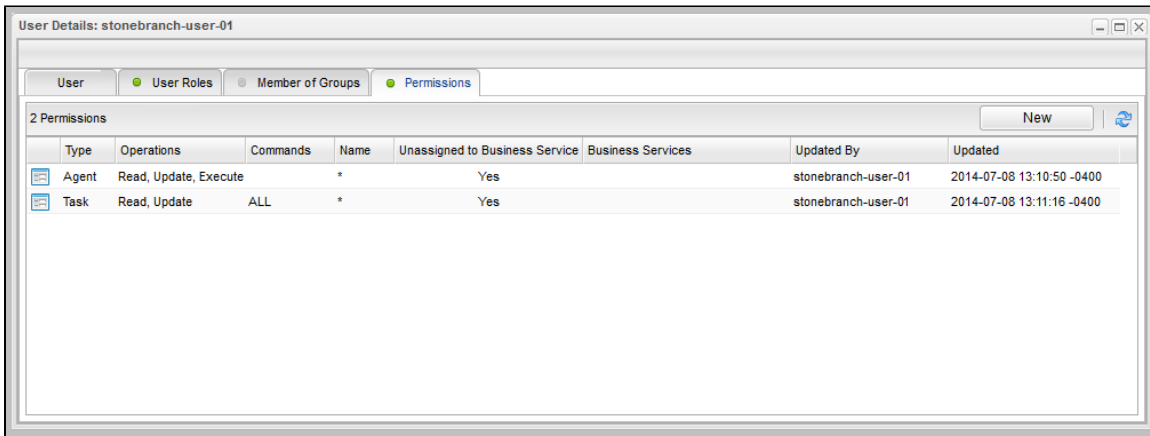 User Details: stonebranch-user-01
User User Roles Member of Groups Permissions
2 Permissions New
Type Operations Commands Name Unassigned to Business Service Business Services Updated By Updated
Agent Read, Update, Execute * Yes stonebranch-user-01 2014-07-08 13:10:50 -0400
Task Read, Update ALL * Yes stonebranch-user-01 2014-07-08 13:11:16 -0400